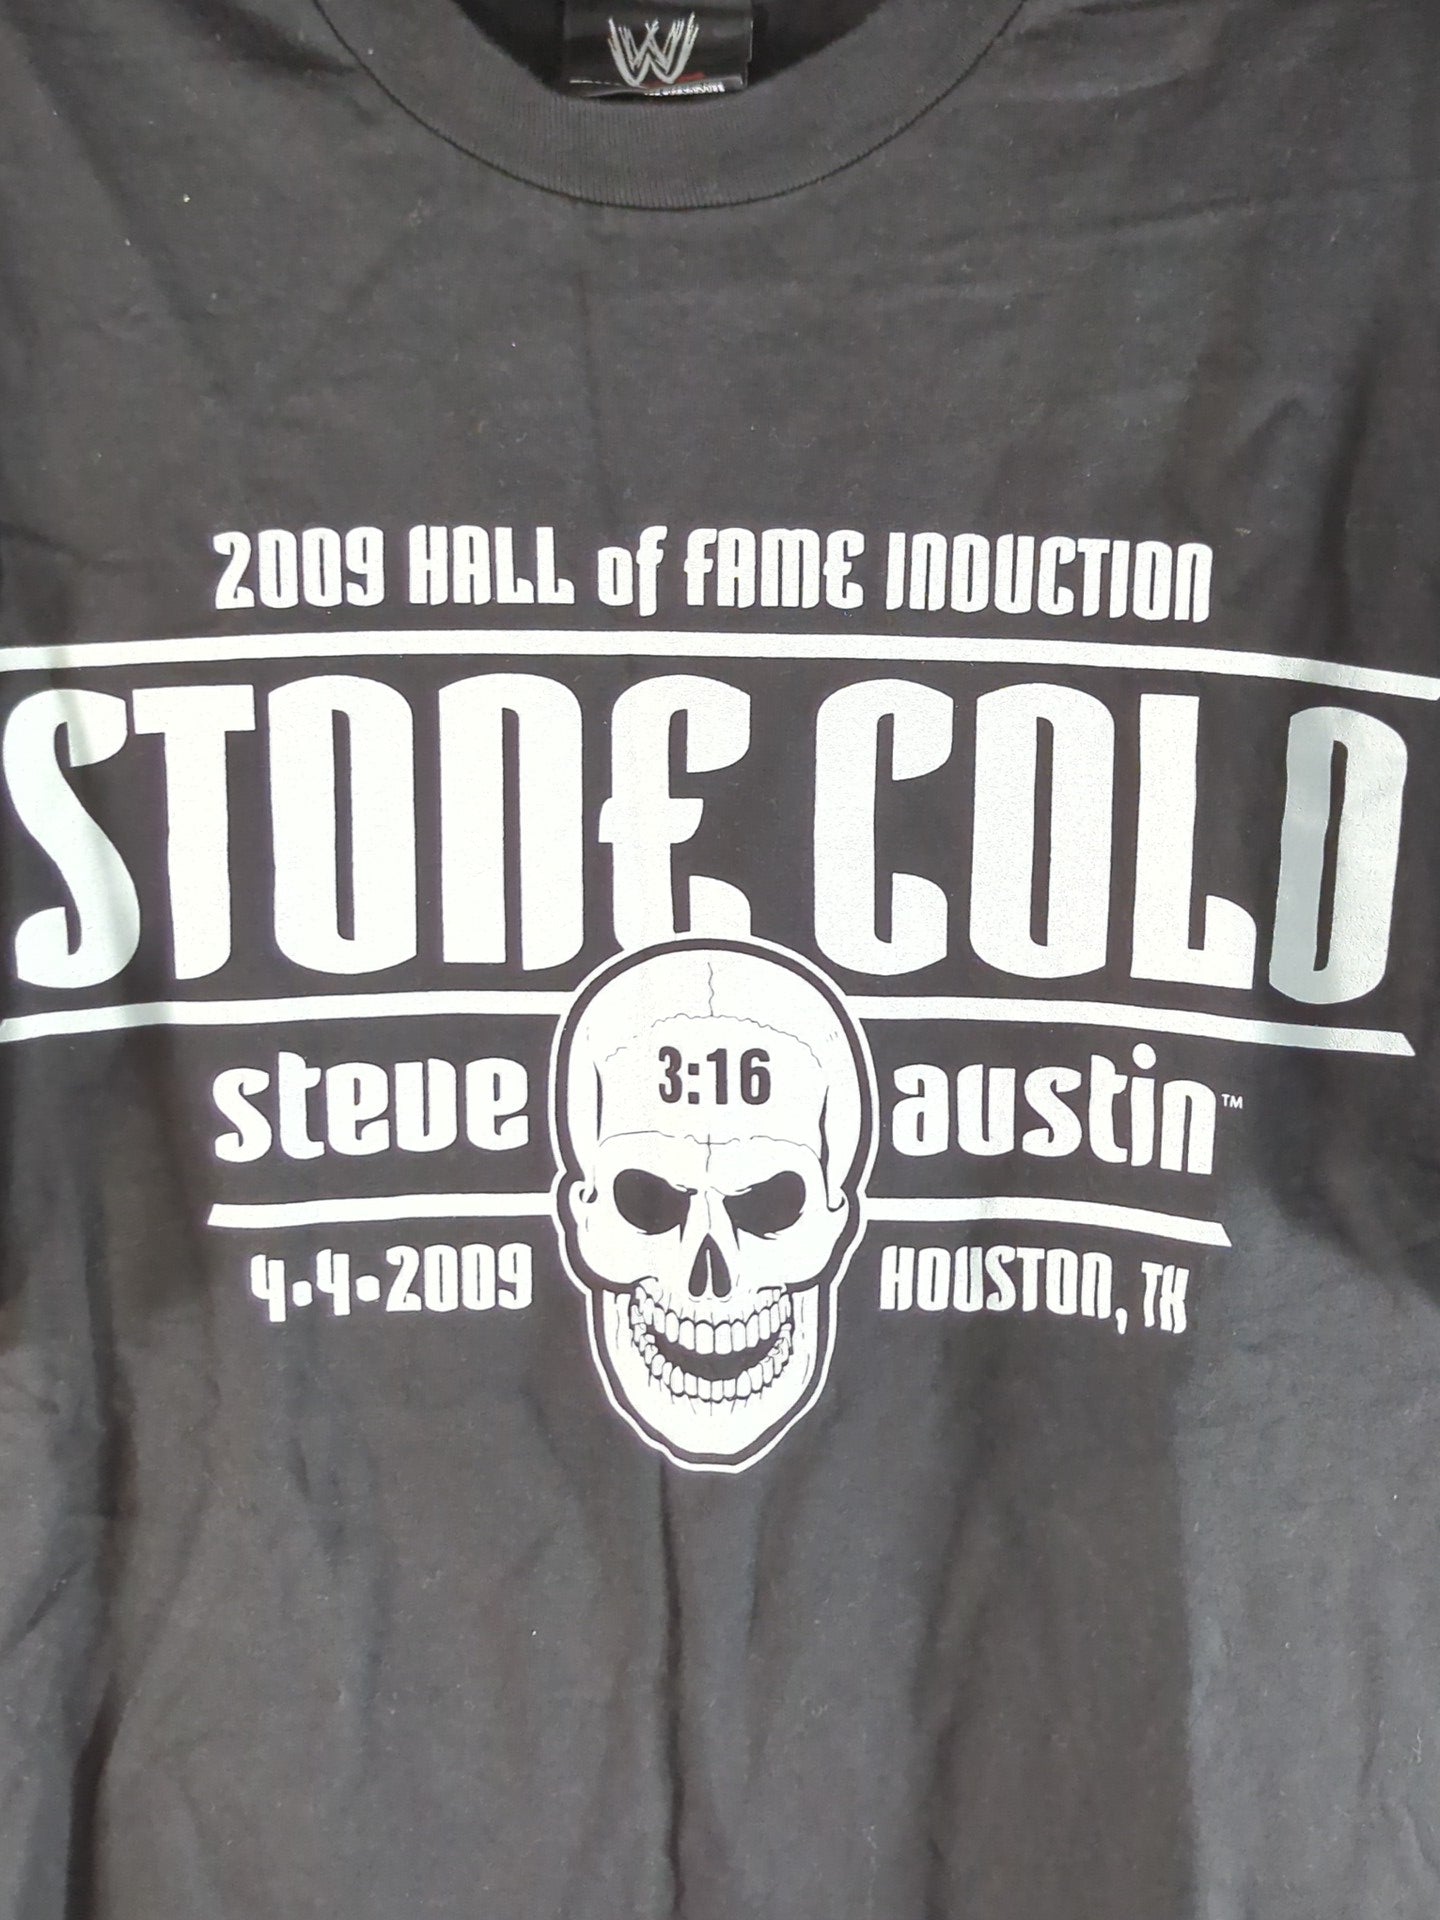 W
2009 HALL of FAME INDUCTION
STONE COLD
steve austin™
3:16
4•4•2009 HOUSTON, TX